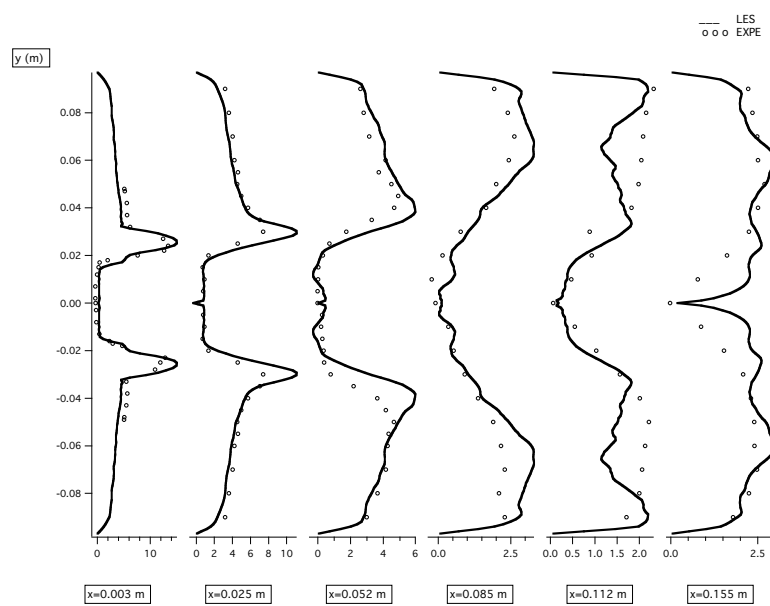 ___ LES
o o o EXPE
y (m)
0.08
0.06
0.04
0.02
0.00
-0.02
-0.04
-0.06
-0.08
0 10
0 2 4 6 8 10
0 2 4 6
0.0 2.5
0.0 0.5 1.0 1.5 2.0
0.0 2.5
x=0.003 m
x=0.025 m
x=0.052 m
x=0.085 m
x=0.112 m
x=0.155 m